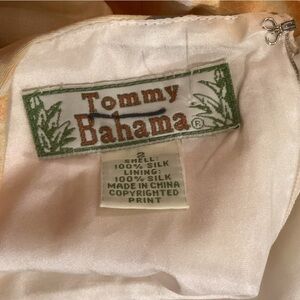 Tommy
Bahama®
2
SHELL:
100% SILK
LINING:
100% SILK
MADE IN CHINA
COPYRIGHTED
PRINT